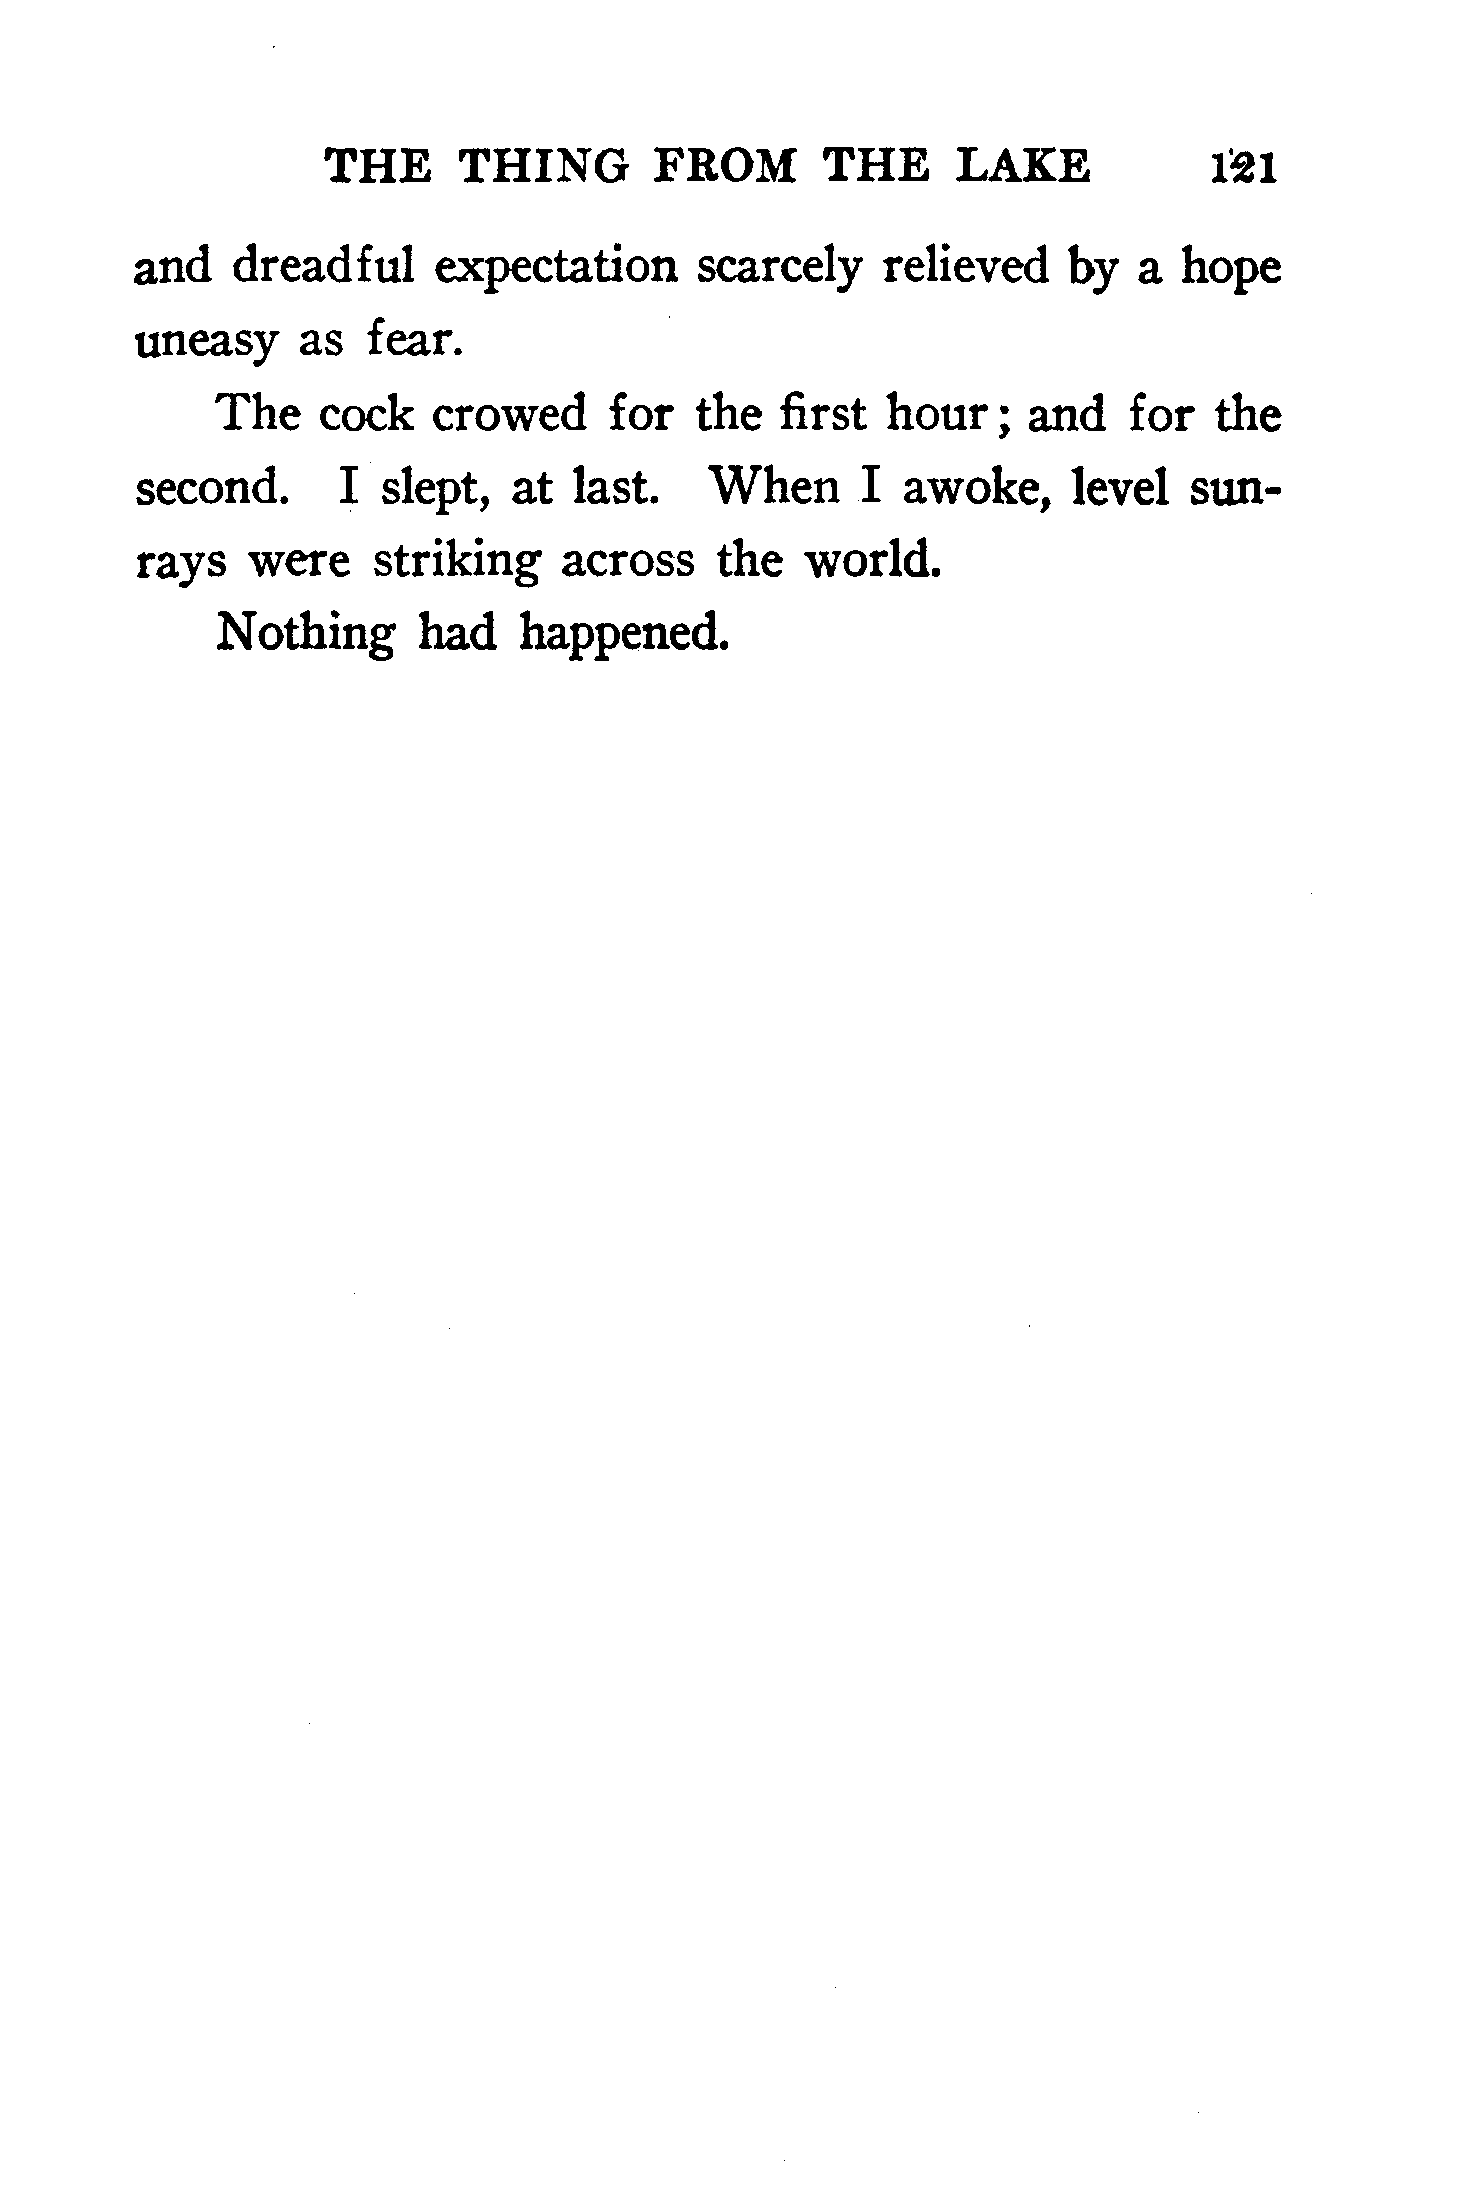 THE THING FROM THE LAKE 121
and dreadful expectation scarcely relieved by a hope
uneasy as fear.
The cock crowed for the first hour; and for the
second. I slept, at last. When I awoke, level sun-
rays were striking across the world.
Nothing had happened.